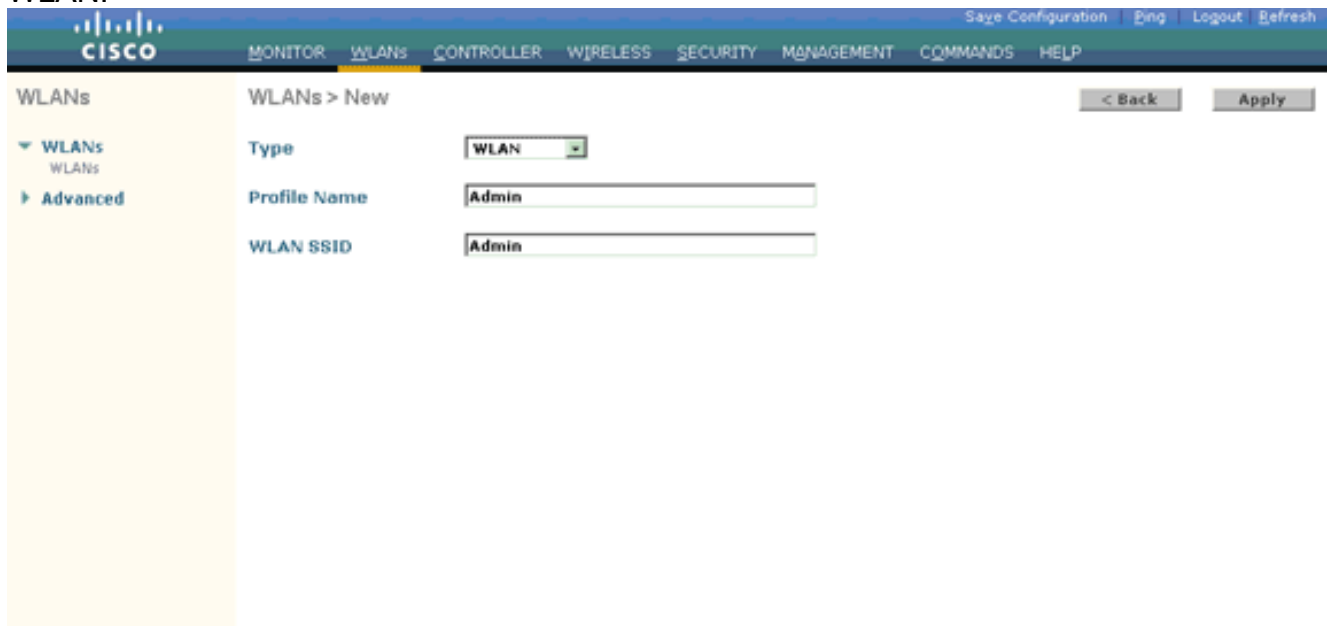 WLAN.
Save Configuration | Ping | Logout | Refresh
CISCO
MONITOR WLANs CONTROLLER WIRELESS SECURITY MANAGEMENT COMMANDS HELP
WLANs
WLANs > New
< Back
Apply
WLANs
WLANs
Advanced
Type
WLAN
Profile Name
Admin
WLAN SSID
Admin